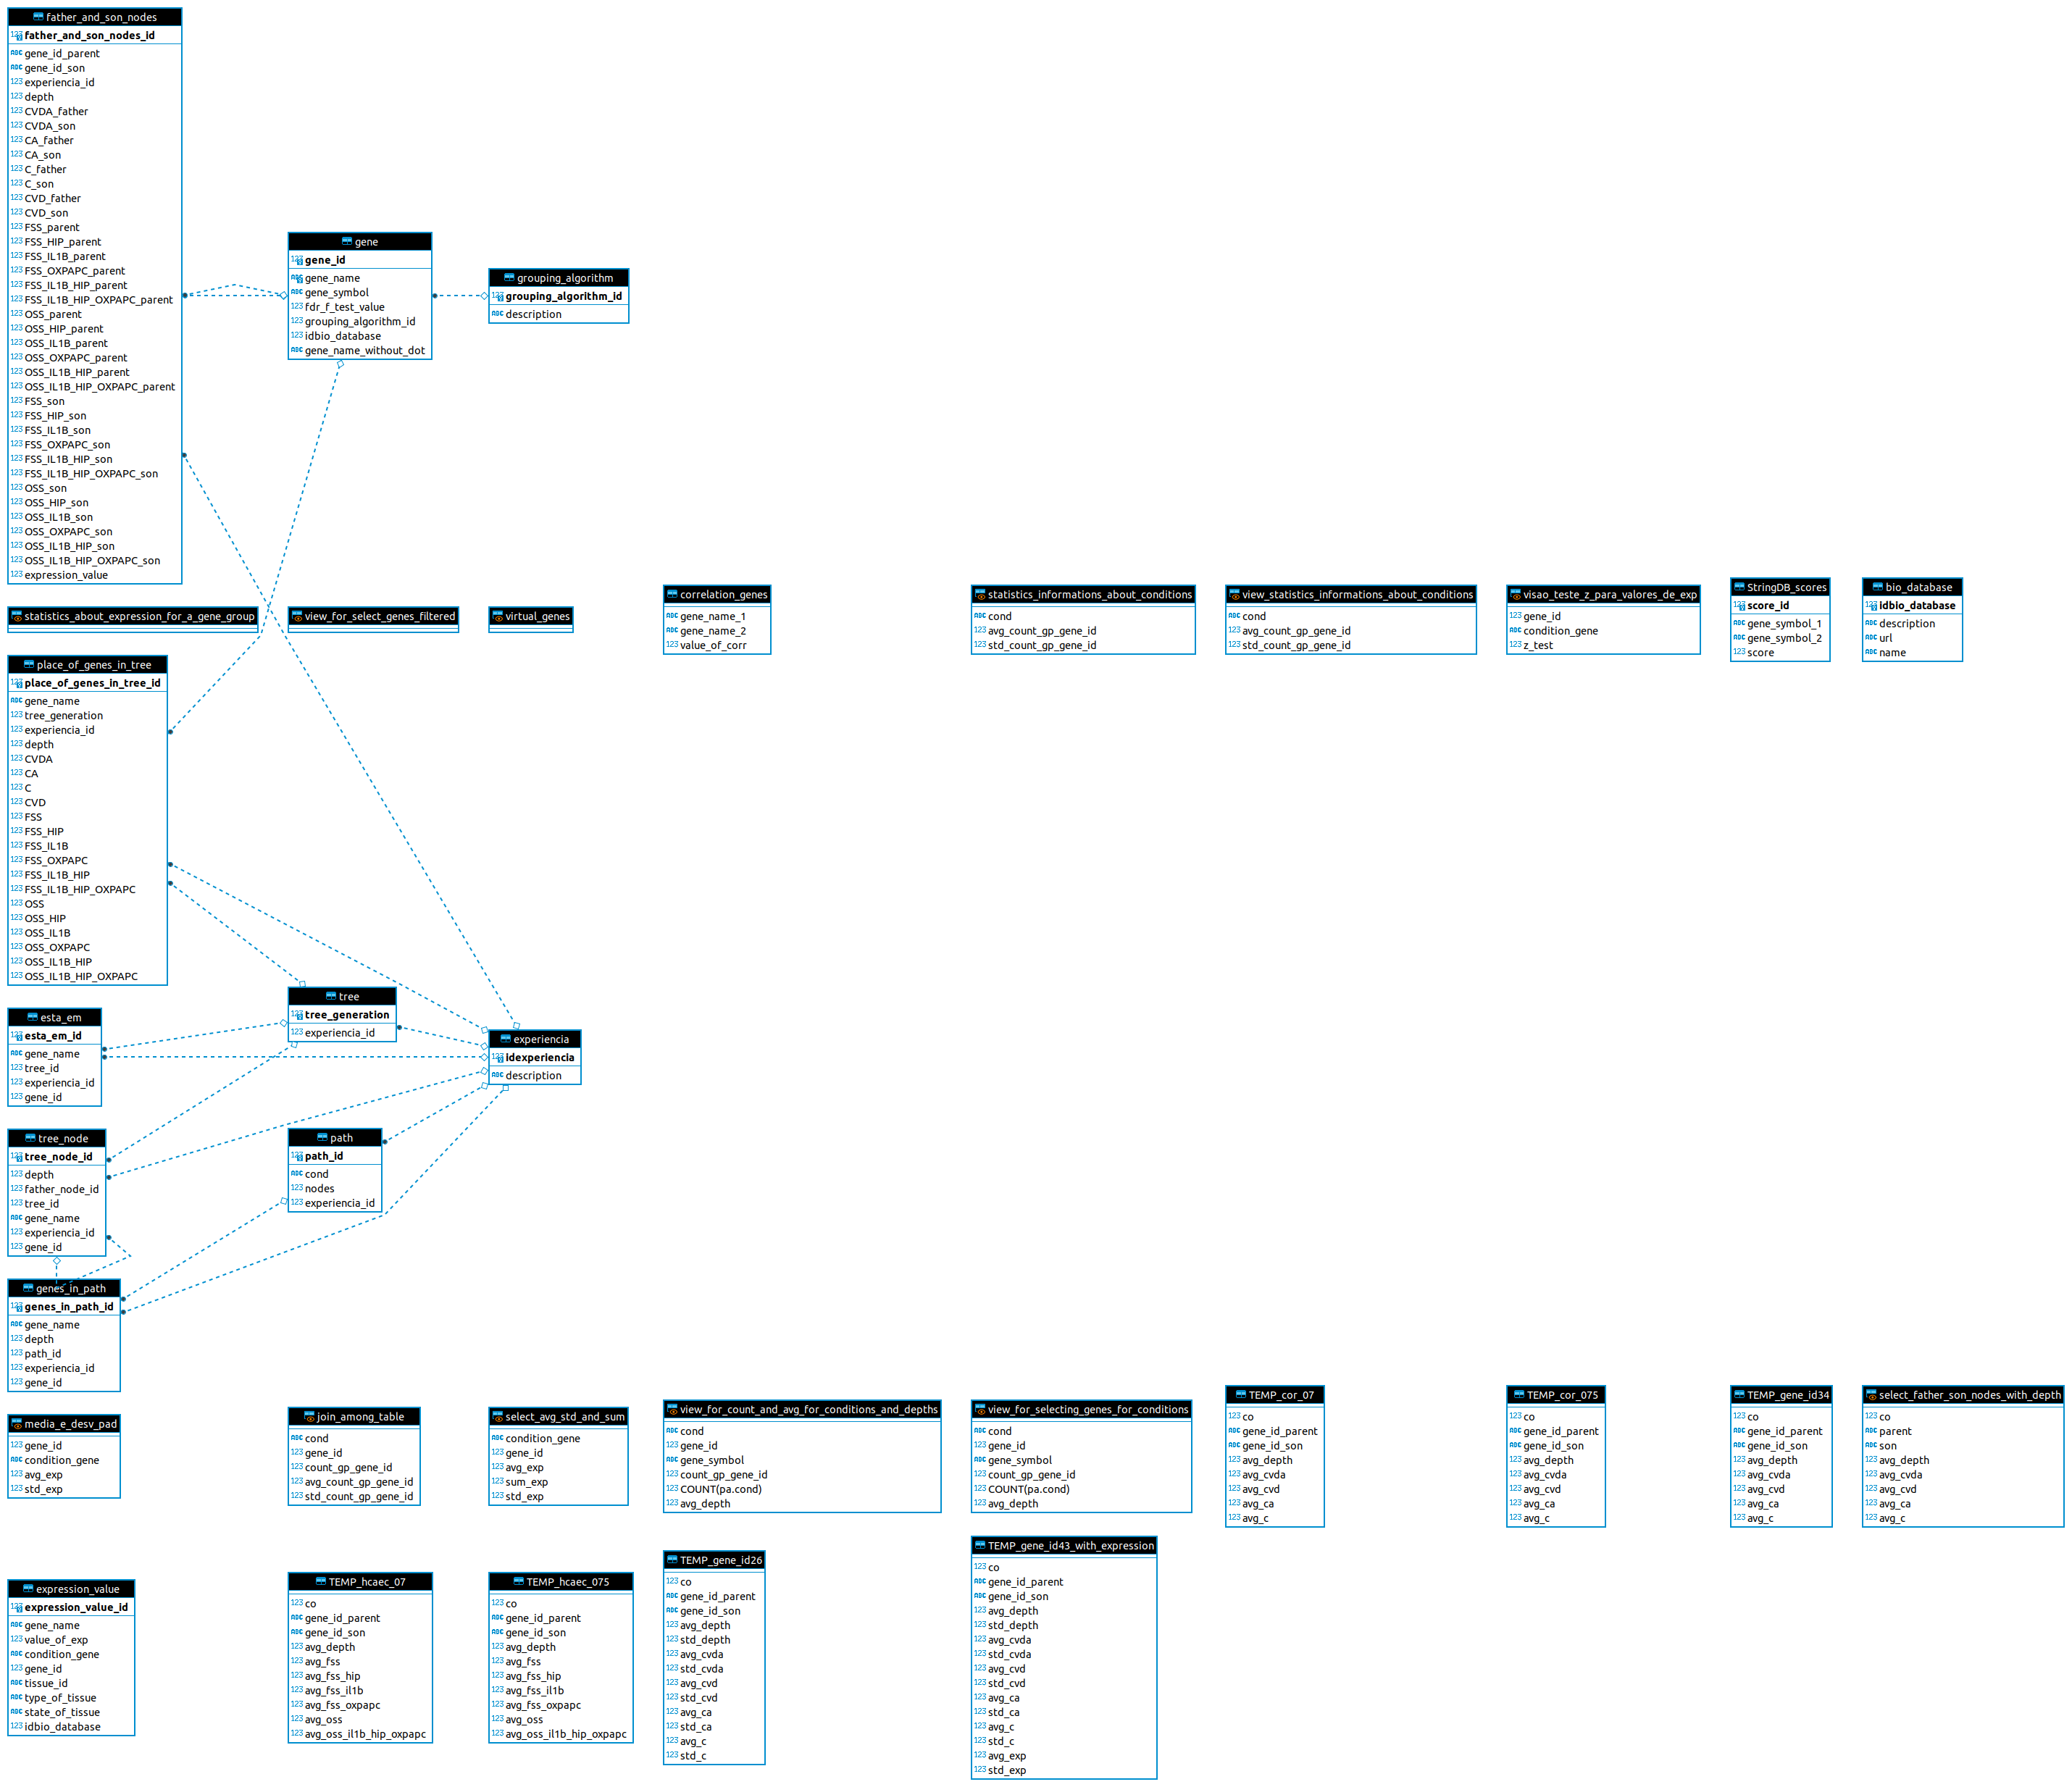 father_and_son_nodes
father_and_son_nodes_id
gene_id_parent
gene_id_son
experiencia_id
depth
CVDA_father
CVDA_son
CA_father
CA_son
C_father
C_son
CVD_father
CVD_son
FSS_parent
FSS_HIP_parent
FSS_IL1B_parent
FSS_OXPAPC_parent
FSS_IL1B_HIP_parent
FSS_IL1B_HIP_OXPAPC_parent
OSS_parent
OSS_HIP_parent
OSS_IL1B_parent
OSS_OXPAPC_parent
OSS_IL1B_HIP_parent
OSS_IL1B_HIP_OXPAPC_parent
FSS_son
FSS_HIP_son
FSS_IL1B_son
FSS_OXPAPC_son
FSS_IL1B_HIP_son
FSS_IL1B_HIP_OXPAPC_son
OSS_son
OSS_HIP_son
OSS_IL1B_son
OSS_OXPAPC_son
OSS_IL1B_HIP_son
OSS_IL1B_HIP_OXPAPC_son
expression_value
gene
gene_id
gene_name
gene_symbol
fdr_f_test_value
grouping_algorithm_id
idbio_database
gene_name_without_dot
grouping_algorithm
grouping_algorithm_id
description
statistics_about_expression_for_a_gene_group
view_for_select_genes_filtered
virtual_genes
correlation_genes
gene_name_1
gene_name_2
value_of_corr
statistics_informations_about_conditions
cond
avg_count_gp_gene_id
std_count_gp_gene_id
view_statistics_informations_about_conditions
cond
avg_count_gp_gene_id
std_count_gp_gene_id
visao_teste_z_para_valores_de_exp
gene_id
condition_gene
z_test
StringDB_scores
score_id
gene_symbol_1
gene_symbol_2
score
bio_database
idbio_database
description
url
name
place_of_genes_in_tree
place_of_genes_in_tree_id
gene_name
tree_generation
experiencia_id
depth
CVDA
CA
C
CVD
FSS
FSS_HIP
FSS_IL1B
FSS_OXPAPC
FSS_IL1B_HIP
FSS_IL1B_HIP_OXPAPC
OSS
OSS_HIP
OSS_IL1B
OSS_OXPAPC
OSS_IL1B_HIP
OSS_IL1B_HIP_OXPAPC
tree
tree_generation
experiencia_id
experiencia
idexperiencia
description
esta_em
esta_em_id
gene_name
tree_id
experiencia_id
gene_id
tree_node
tree_node_id
depth
father_node_id
tree_id
gene_name
experiencia_id
gene_id
path
path_id
cond
nodes
experiencia_id
genes_in_path
genes_in_path_id
gene_name
depth
path_id
experiencia_id
gene_id
media_e_desv_pad
gene_id
condition_gene
avg_exp
std_exp
join_among_table
cond
gene_id
count_gp_gene_id
avg_count_gp_gene_id
std_count_gp_gene_id
select_avg_std_and_sum
condition_gene
gene_id
avg_exp
sum_exp
std_exp
view_for_count_and_avg_for_conditions_and_depths
cond
gene_id
gene_symbol
count_gp_gene_id
COUNT(pa.cond)
avg_depth
view_for_selecting_genes_for_conditions
cond
gene_id
gene_symbol
count_gp_gene_id
COUNT(pa.cond)
avg_depth
TEMP_cor_07
co
gene_id_parent
gene_id_son
avg_depth
avg_cvda
avg_cvd
avg_ca
avg_c
TEMP_cor_075
co
gene_id_parent
gene_id_son
avg_depth
avg_cvda
avg_cvd
avg_ca
avg_c
TEMP_gene_id34
co
gene_id_parent
gene_id_son
avg_depth
avg_cvda
avg_cvd
avg_ca
avg_c
select_father_son_nodes_with_depth
co
parent
son
avg_depth
avg_cvda
avg_cvd
avg_ca
avg_c
expression_value
expression_value_id
gene_name
value_of_exp
condition_gene
gene_id
tissue_id
type_of_tissue
state_of_tissue
idbio_database
TEMP_hcaec_07
co
gene_id_parent
gene_id_son
avg_depth
avg_fss
avg_fss_hip
avg_fss_il1b
avg_fss_oxpapc
avg_oss
avg_oss_il1b_hip_oxpapc
TEMP_hcaec_075
co
gene_id_parent
gene_id_son
avg_depth
avg_fss
avg_fss_hip
avg_fss_il1b
avg_fss_oxpapc
avg_oss
avg_oss_il1b_hip_oxpapc
TEMP_gene_id26
co
gene_id_parent
gene_id_son
avg_depth
std_depth
avg_cvda
std_cvda
avg_cvd
std_cvd
avg_ca
std_ca
avg_c
std_c
TEMP_gene_id43_with_expression
co
gene_id_parent
gene_id_son
avg_depth
std_depth
avg_cvda
std_cvda
avg_cvd
std_cvd
avg_ca
std_ca
avg_c
std_c
avg_exp
std_exp